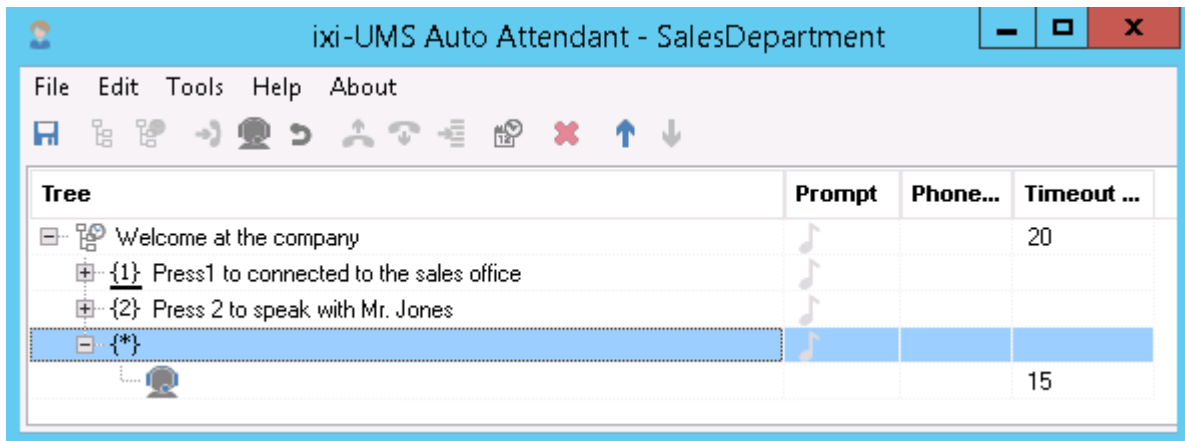 ixi-UMS Auto Attendant - SalesDepartment
File Edit Tools Help About
12
Tree Prompt Phone... Timeout ...
Welcome at the company 20
{1} Press1 to connected to the sales office
{2} Press 2 to speak with Mr. Jones
{*}
15